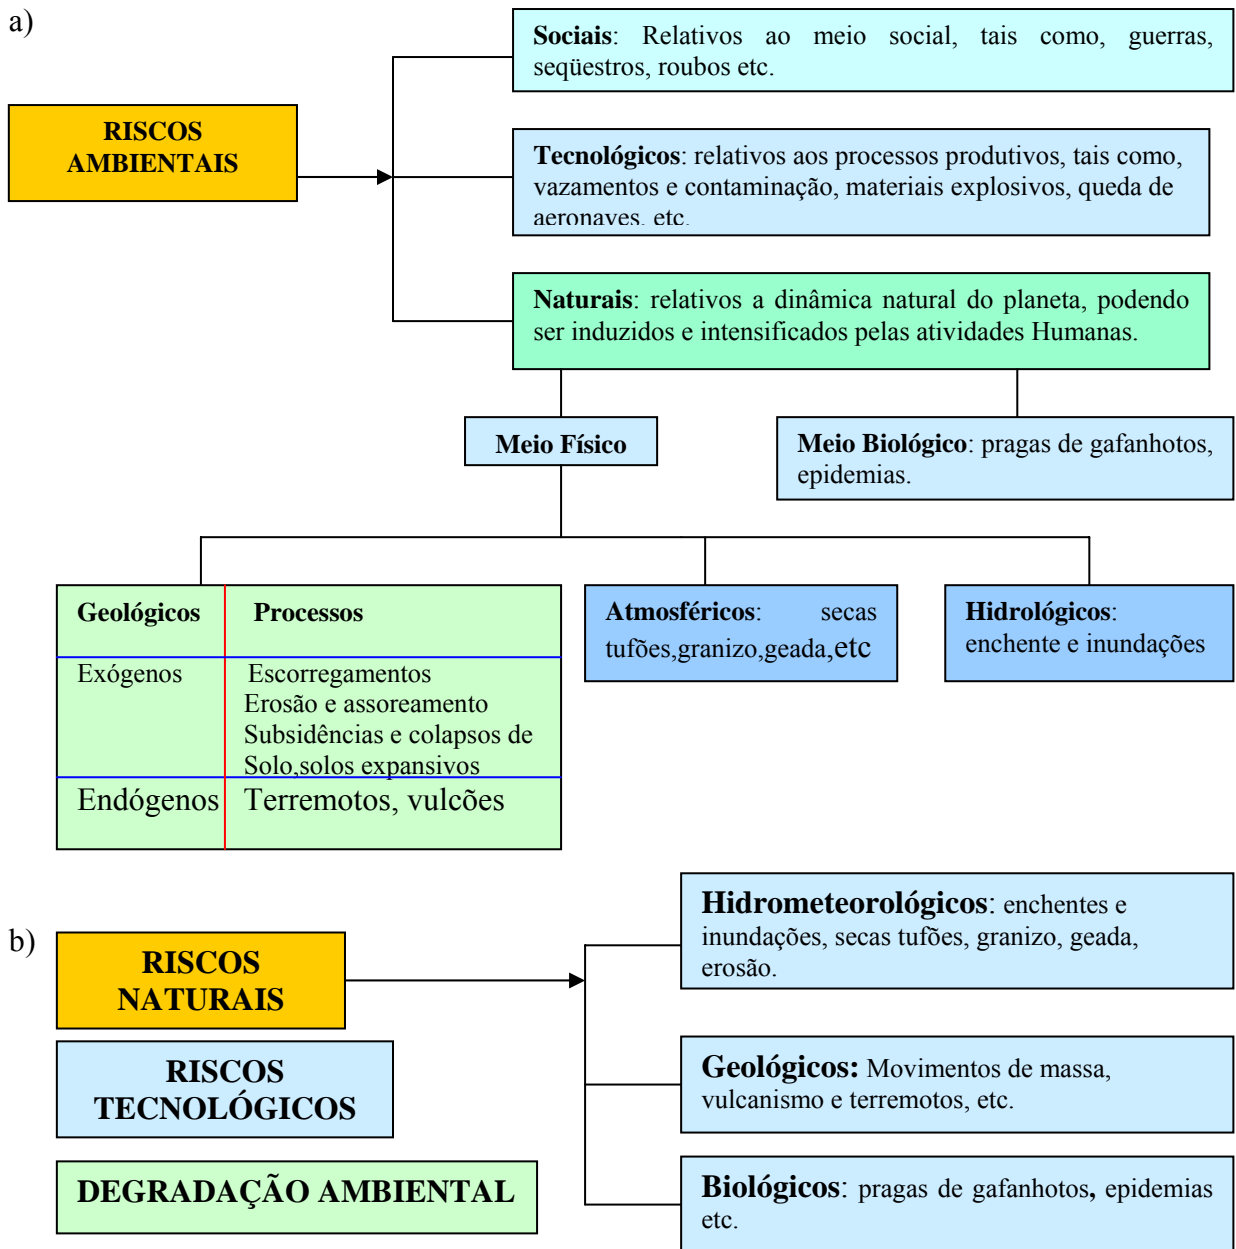 a)
Sociais: Relativos ao meio social, tais como, guerras,
seqüestros, roubos etc.
RISCOS
AMBIENTAIS
Tecnológicos: relativos aos processos produtivos, tais como,
vazamentos e contaminação, materiais explosivos, queda de
aeronaves, etc.
Naturais: relativos a dinâmica natural do planeta, podendo
ser induzidos e intensificados pelas atividades Humanas.
Meio Físico
Meio Biológico: pragas de gafanhotos,
epidemias.
Geológicos Processos
Exógenos Escorregamentos
Erosão e assoreamento
Subsidências e colapsos de
Solo,solos expansivos
Endógenos Terremotos, vulcões
Atmosféricos: secas
tufões,granizo,geada,etc
Hidrológicos:
enchente e inundações
b)
RISCOS
NATURAIS
RISCOS
TECNOLÓGICOS
DEGRADAÇÃO AMBIENTAL
Hidrometeorológicos: enchentes e
inundações, secas tufões, granizo, geada,
erosão.
Geológicos: Movimentos de massa,
vulcanismo e terremotos, etc.
Biológicos: pragas de gafanhotos, epidemias
etc.